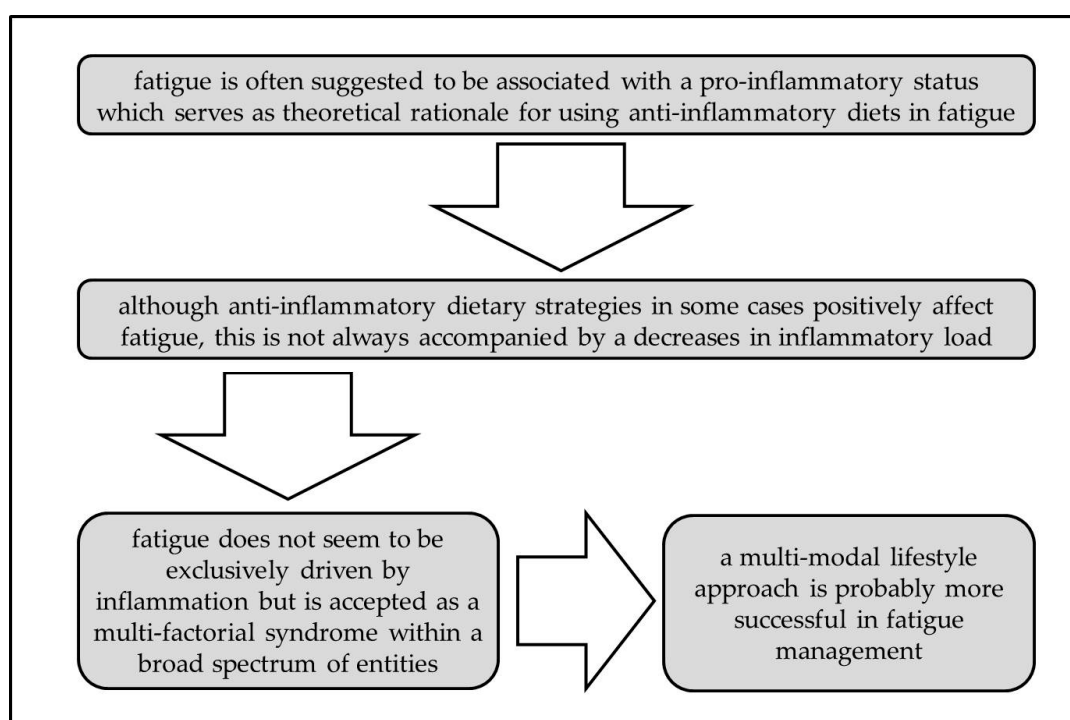 fatigue is often suggested to be associated with a pro-inflammatory status
which serves as theoretical rationale for using anti-inflammatory diets in fatigue
although anti-inflammatory dietary strategies in some cases positively affect
fatigue, this is not always accompanied by a decreases in inflammatory load
fatigue does not seem to be
exclusively driven by
inflammation but is accepted as a
multi-factorial syndrome within a
broad spectrum of entities
a multi-modal lifestyle
approach is probably more
successful in fatigue
management